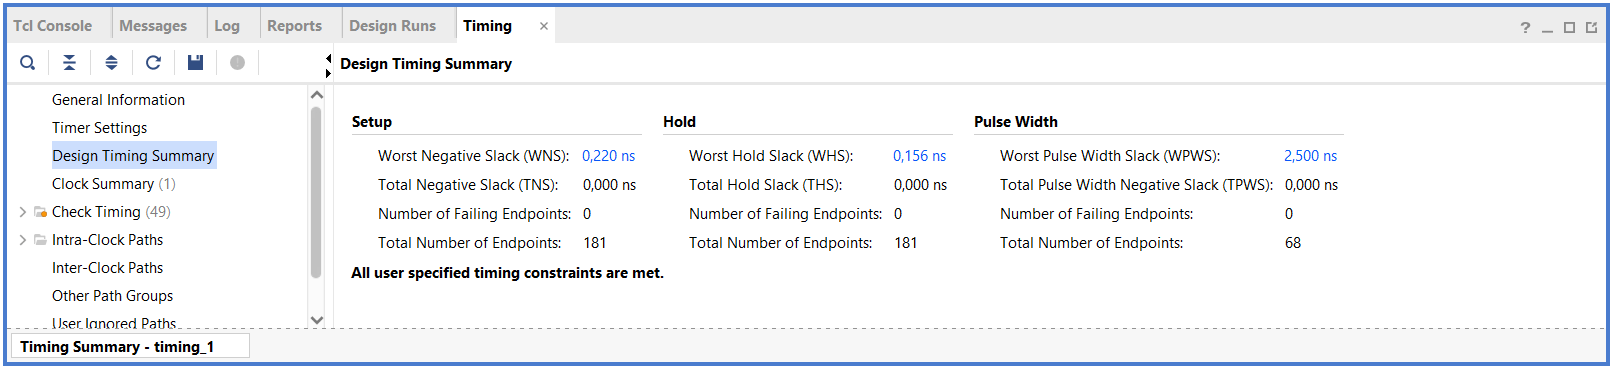 Tcl Console Messages Log Reports Design Runs Timing × ?
Design Timing Summary
General Information
Timer Settings
Design Timing Summary
Clock Summary (1)
Check Timing (49)
Intra-Clock Paths
Inter-Clock Paths
Other Path Groups
User Ignored Paths
Setup Hold Pulse Width
Worst Negative Slack (WNS): 0,220 ns Worst Hold Slack (WHS): 0,156 ns Worst Pulse Width Slack (WPWS): 2,500 ns
Total Negative Slack (TNS): 0,000 ns Total Hold Slack (THS): 0,000 ns Total Pulse Width Negative Slack (TPWS): 0,000 ns
Number of Failing Endpoints: 0 Number of Failing Endpoints: 0 Number of Failing Endpoints: 0
Total Number of Endpoints: 181 Total Number of Endpoints: 181 Total Number of Endpoints: 68
All user specified timing constraints are met.
Timing Summary - timing_1